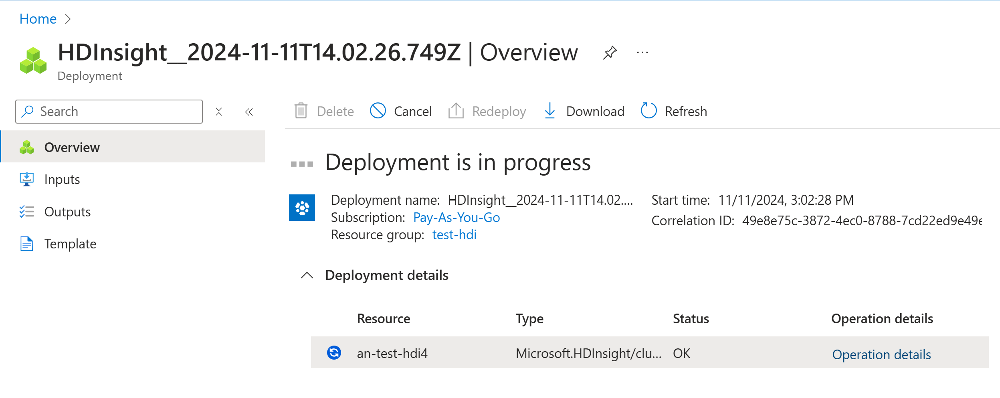 Home
HDInsight__2024-11-11T14.02.26.749Z | Overview
Deployment
Search
Delete Cancel Redeploy Download Refresh
Overview
Inputs
Outputs
Template
Deployment is in progress
Deployment name: HDInsight__2024-11-11T14.02.... Start time: 11/11/2024, 3:02:28 PM
Subscription: Pay-As-You-Go
Correlation ID: 49e8e75c-3872-4ec0-8788-7cd22ed9e49e
Resource group: test-hdi
Deployment details
Resource Type Status Operation details
an-test-hdi4 Microsoft.HDInsight/clu... OK Operation details